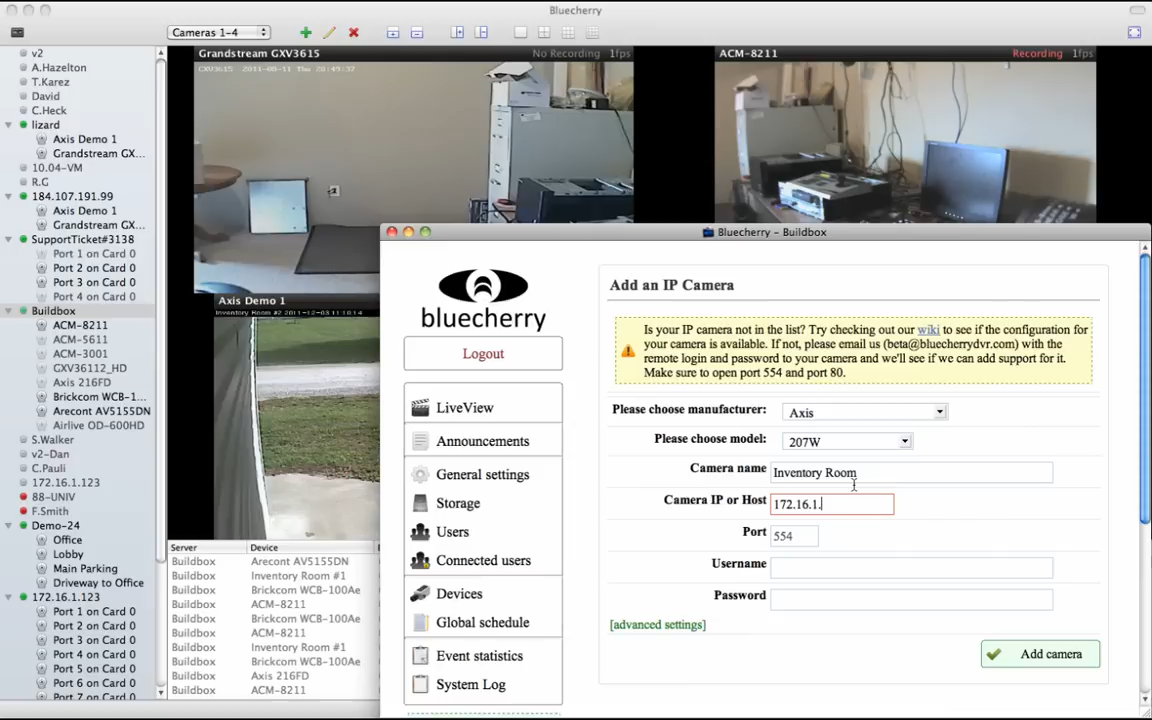 Bluecherry
Cameras 1-4
v2
A.Hazelton
T.Karez
David
C.Heck
lizard
Axis Demo 1
Grandstream GX...
10.04-VM
R.G
184.107.191.99
Axis Demo 1
Grandstream GX...
SupportTicket#3138
Port 1 on Card 0
Port 2 on Card 0
Port 3 on Card 0
Port 4 on Card 0
Buildbox
ACM-8211
ACM-5611
ACM-3001
GXV36112_HD
Axis 216FD
Brickcom WCB-1...
Arecont AV5155DN
Airlive OD-600HD
S.Walker
v2-Dan
C.Pauli
172.16.1.123
88-UNIV
F.Smith
Demo-24
Office
Lobby
Main Parking
Driveway to Office
172.16.1.123
Port 1 on Card 0
Port 2 on Card 0
Port 3 on Card 0
Port 4 on Card 0
Port 5 on Card 0
Port 6 on Card 0
Port 7 on Card 0
Grandstream GXV3615 No Recording 1fps
ACM-8211 Recording 1fps
Axis Demo 1
Inventory Room #2 2011-12-03 11:10:14
Server Device
Buildbox Arecont AV5155DN
Buildbox Inventory Room #1
Buildbox Brickcom WCB-100Ae
Buildbox ACM-8211
Buildbox Brickcom WCB-100Ae
Buildbox ACM-8211
Buildbox Inventory Room #1
Buildbox Brickcom WCB-100Ae
Buildbox Axis 216FD
Buildbox ACM-8211
Bluecherry - Buildbox
bluecherry
Logout
LiveView
Announcements
General settings
Storage
Users
Connected users
Devices
Global schedule
Event statistics
System Log
Add an IP Camera
Is your IP camera not in the list? Try checking out our wiki to see if the configuration for
your camera is available. If not, please email us (beta@bluecherrydvr.com) with the
remote login and password to your camera and we'll see if we can add support for it.
Make sure to open port 554 and port 80.
Please choose manufacturer: Axis
Please choose model: 207W
Camera name Inventory Room
Camera IP or Host 172.16.1.
Port 554
Username
Password
[advanced settings]
Add camera